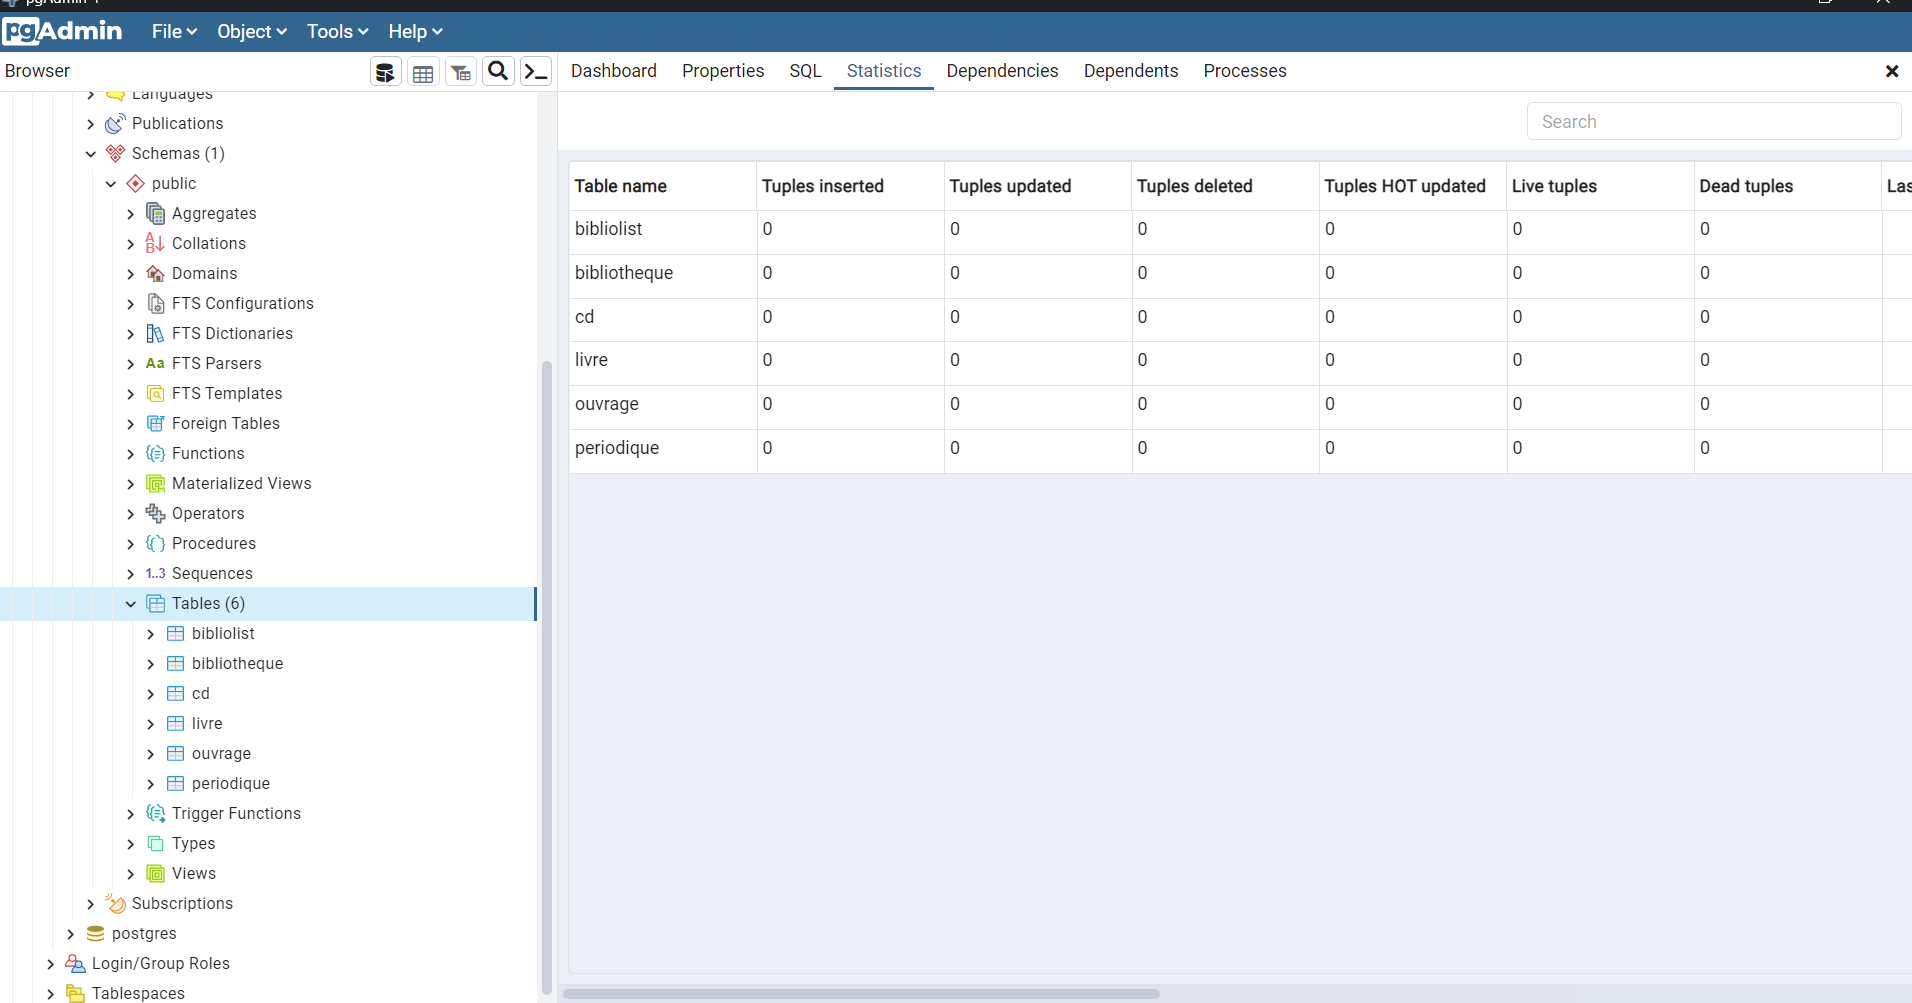 pgAdmin 4
pgAdmin File Object Tools Help
Browser
Dashboard Properties SQL Statistics Dependencies Dependents Processes
Search
Languages
Publications
Schemas (1)
public
Aggregates
Collations
Domains
FTS Configurations
FTS Dictionaries
Aa FTS Parsers
FTS Templates
Foreign Tables
Functions
Materialized Views
Operators
Procedures
1..3 Sequences
Tables (6)
bibliolist
bibliotheque
cd
livre
ouvrage
periodique
Trigger Functions
Types
Views
Subscriptions
postgres
Login/Group Roles
Tablespaces
Table name Tuples inserted Tuples updated Tuples deleted Tuples HOT updated Live tuples Dead tuples Las
bibliolist 0 0 0 0 0 0
bibliotheque 0 0 0 0 0 0
cd 0 0 0 0 0 0
livre 0 0 0 0 0 0
ouvrage 0 0 0 0 0 0
periodique 0 0 0 0 0 0